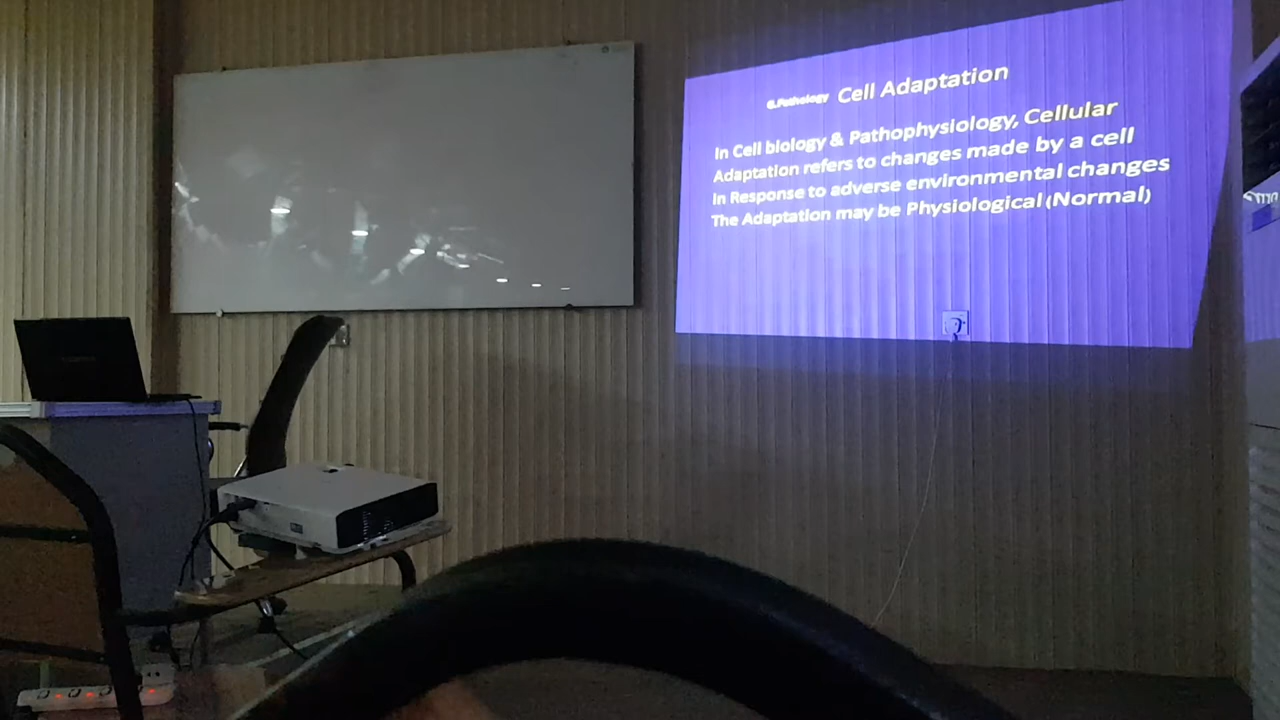 G.Pathology Cell Adaptation
In Cell biology & Pathophysiology, Cellular
Adaptation refers to changes made by a cell
In Response to adverse environmental changes
The Adaptation may be Physiological (Normal)